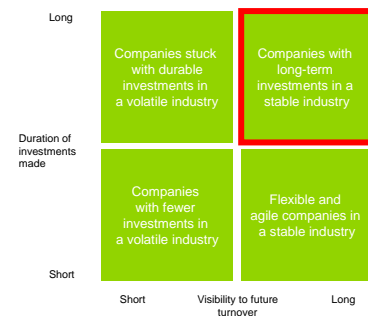 Long
Companies stuck
with durable
investments in
a volatile industry
Companies with
long-term
investments in a
stable industry
Duration of
investments
made
Companies
with fewer
investments in
a volatile industry
Flexible and
agile companies in
a stable industry
Short
Short
Visibility to future
turnover
Long